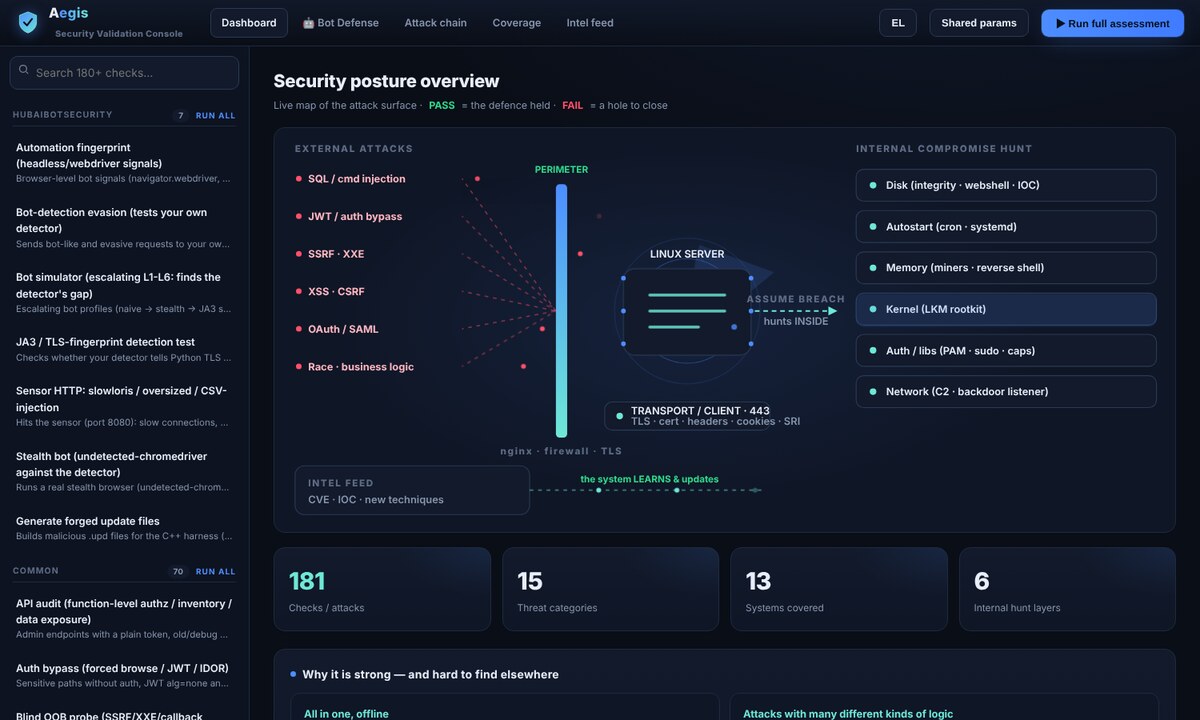 Aegis
Security Validation Console
Dashboard
🤖 Bot Defense
Attack chain
Coverage
Intel feed
EL
Shared params
▶ Run full assessment
Search 180+ checks...
HUBAIBOTSECURITY
7
RUN ALL
Automation fingerprint
(headless/webdriver signals)
Browser-level bot signals (navigator.webdriver, ...
Bot-detection evasion (tests your own
detector)
Sends bot-like and evasive requests to your ow...
Bot simulator (escalating L1-L6: finds the
detector's gap)
Escalating bot profiles (naive → stealth → JA3 s...
JA3 / TLS-fingerprint detection test
Checks whether your detector tells Python TLS ...
Sensor HTTP: slowloris / oversized / CSV-
injection
Hits the sensor (port 8080): slow connections, ...
Stealth bot (undetected-chromedriver
against the detector)
Runs a real stealth browser (undetected-chrom...
Generate forged update files
Builds malicious .upd files for the C++ harness (...
COMMON
70
RUN ALL
API audit (function-level authz / inventory /
data exposure)
Admin endpoints with a plain token, old/debug ...
Auth bypass (forced browse / JWT / IDOR)
Sensitive paths without auth, JWT alg=none an...
Blind OOB probe (SSRF/XXE/callback
Security posture overview
Live map of the attack surface · PASS = the defence held · FAIL = a hole to close
EXTERNAL ATTACKS
SQL / cmd injection
JWT / auth bypass
SSRF · XXE
XSS · CSRF
OAuth / SAML
Race · business logic
PERIMETER
nginx · firewall · TLS
LINUX SERVER
ASSUME BREACH
hunts INSIDE
TRANSPORT / CLIENT · 443
TLS · cert · headers · cookies · SRI
INTERNAL COMPROMISE HUNT
Disk (integrity · webshell · IOC)
Autostart (cron · systemd)
Memory (miners · reverse shell)
Kernel (LKM rootkit)
Auth / libs (PAM · sudo · caps)
Network (C2 · backdoor listener)
INTEL FEED
CVE · IOC · new techniques
the system LEARNS & updates
181
Checks / attacks
15
Threat categories
13
Systems covered
6
Internal hunt layers
Why it is strong — and hard to find elsewhere
All in one, offline
Attacks with many different kinds of logic